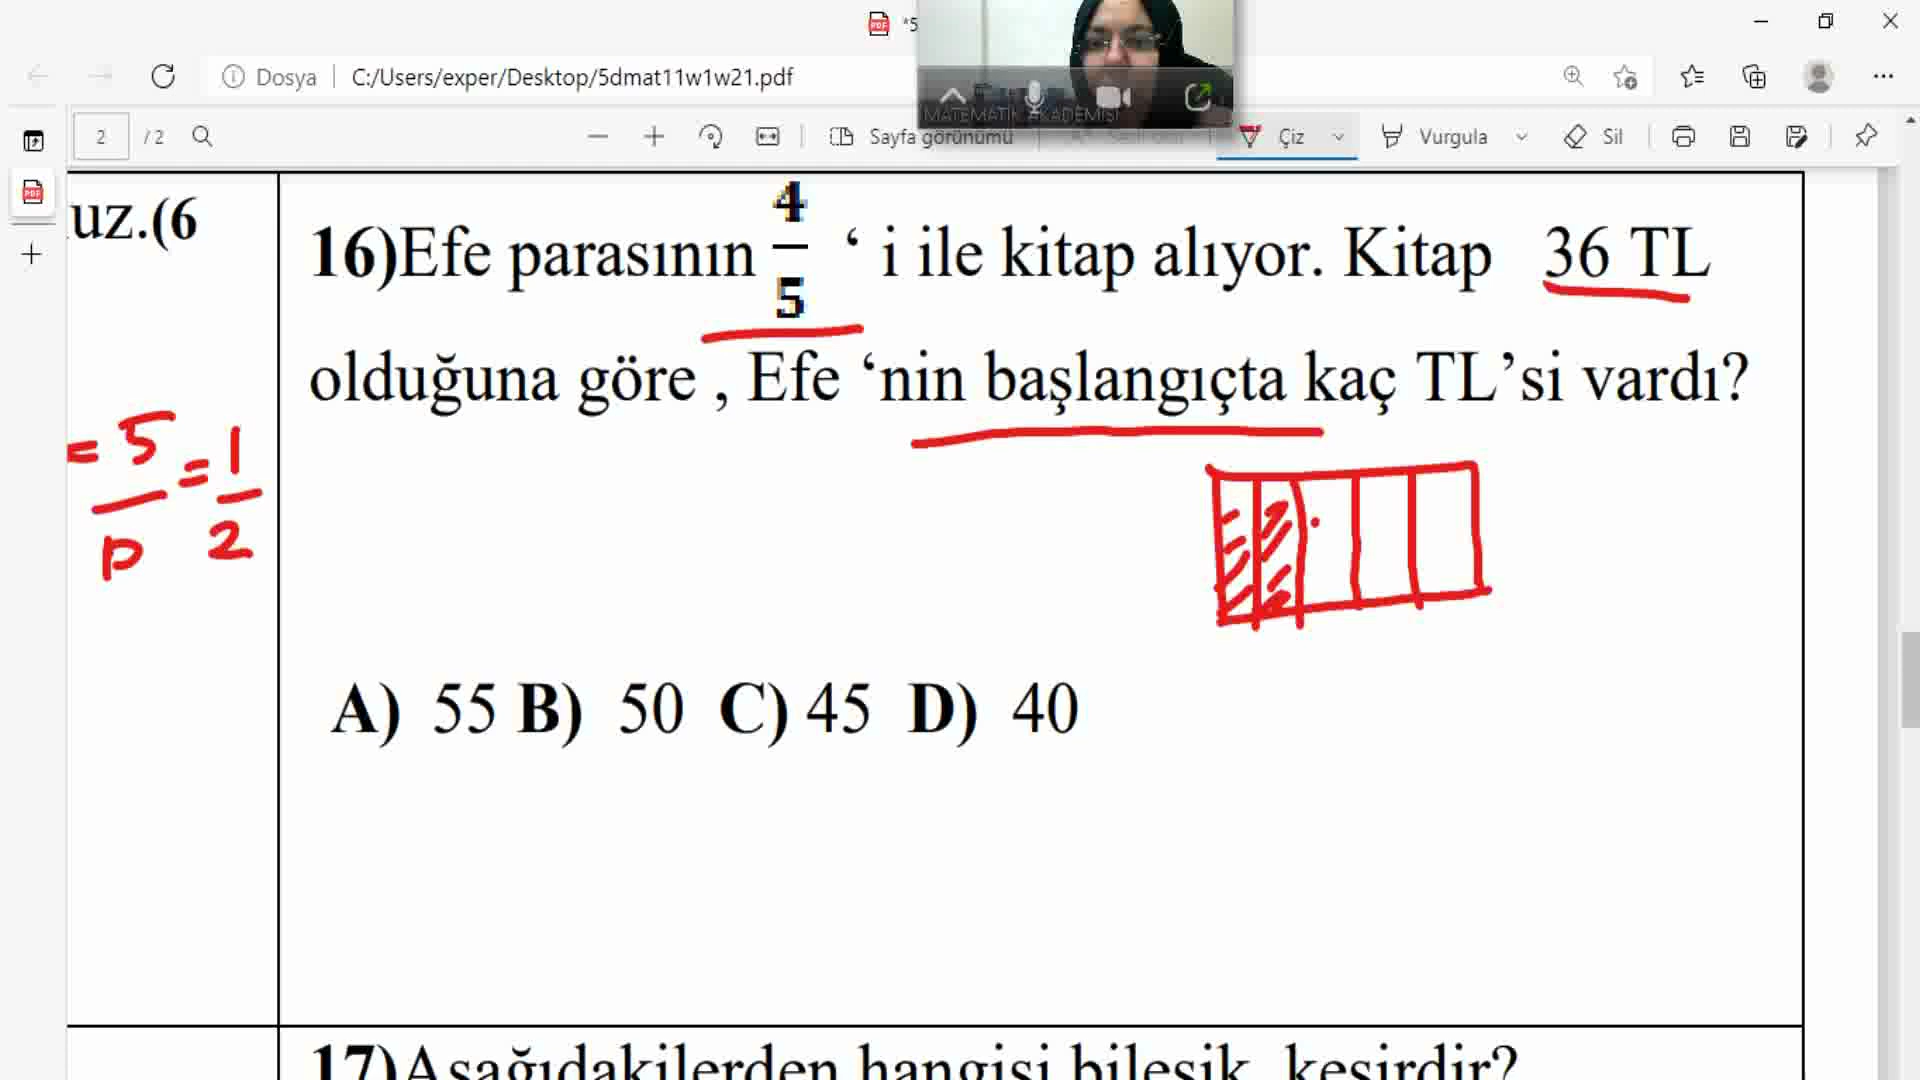 *5
Dosya C:/Users/exper/Desktop/5dmat11w1w21.pdf
MATEMATİK AKADEMİSİ
2 / 2 Sayfa görünümü Çiz Vurgula Sil
uz.(6
16)Efe parasının 4/5 ‘ i ile kitap alıyor. Kitap 36 TL
olduğuna göre , Efe ‘nin başlangıçta kaç TL’si vardı?
= 5 = 1
2
A) 55 B) 50 C) 45 D) 40
17)Aşağıdakilerden hangisi bileşik kesirdir?